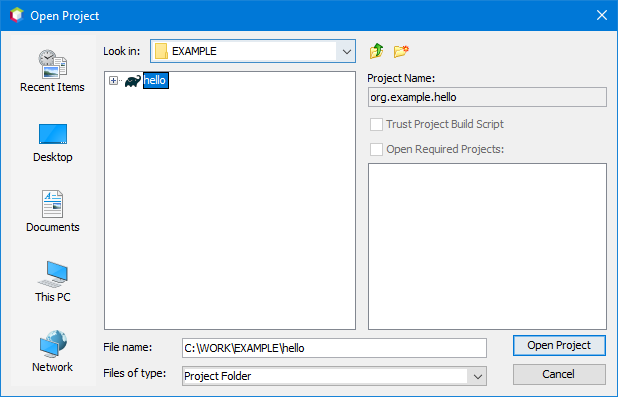 Open Project
Look in: EXAMPLE
Recent Items
Desktop
Documents
This PC
Network
hello
Project Name:
org.example.hello
Trust Project Build Script
Open Required Projects:
File name: C:\WORK\EXAMPLE\hello
Open Project
Files of type: Project Folder
Cancel